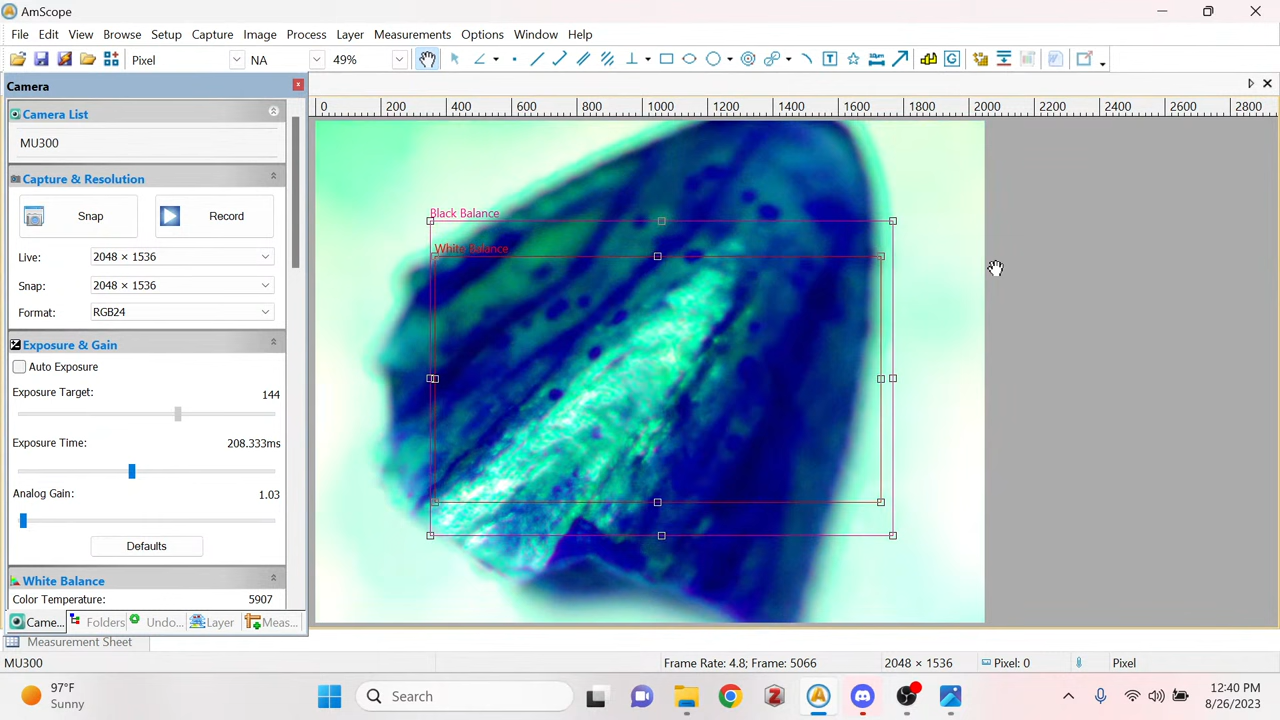 AmScope
File Edit View Browse Setup Capture Image Process Layer Measurements Options Window Help
Pixel NA 49%
Camera
0 200 400 600 800 1000 1200 1400 1600 1800 2000 2200 2400 2600 2800
Camera List
MU300
Capture & Resolution
Snap Record
Live: 2048 × 1536
Snap: 2048 × 1536
Format: RGB24
Exposure & Gain
Auto Exposure
Exposure Target: 144
Exposure Time: 208.333ms
Analog Gain: 1.03
Defaults
White Balance
Color Temperature: 5907
Black Balance
White Balance
Came... Folders Undo... Layer Meas...
Measurement Sheet
MU300 Frame Rate: 4.8; Frame: 5066 2048 × 1536 Pixel: 0 Pixel
97°F
Sunny
Search
12:40 PM
8/26/2023